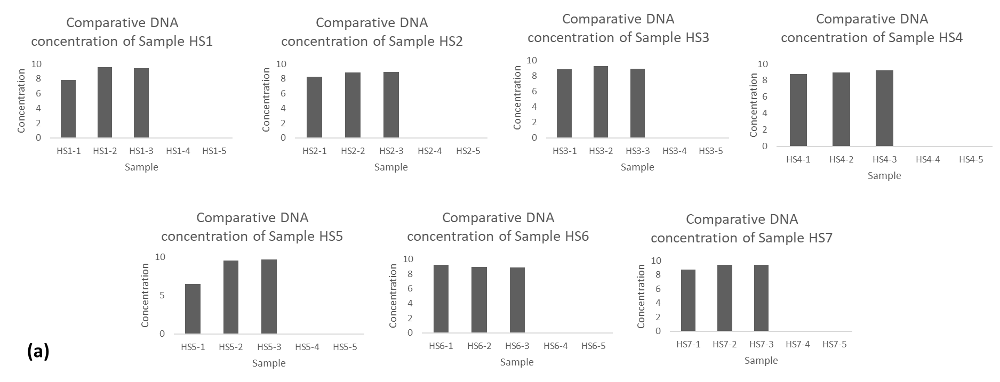 Comparative DNA
concentration of Sample HS1
Concentration
10
8
6
4
2
0
HS1-1 HS1-2 HS1-3 HS1-4 HS1-5
Sample
Comparative DNA
concentration of Sample HS2
Concentration
10
8
6
4
2
0
HS2-1 HS2-2 HS2-3 HS2-4 HS2-5
Sample
Comparative DNA
concentration of Sample HS3
Concentration
10
8
6
4
2
0
HS3-1 HS3-2 HS3-3 HS3-4 HS3-5
Sample
Comparative DNA
concentration of Sample HS4
Concentration
10
8
6
4
2
0
HS4-1 HS4-2 HS4-3 HS4-4 HS4-5
Sample
Comparative DNA
concentration of Sample HS5
Concentration
10
5
0
HS5-1 HS5-2 HS5-3 HS5-4 HS5-5
Sample
Comparative DNA
concentration of Sample HS6
Concentration
10
8
6
4
2
0
HS6-1 HS6-2 HS6-3 HS6-4 HS6-5
Sample
Comparative DNA
concentration of Sample HS7
Concentration
10
8
6
4
2
0
HS7-1 HS7-2 HS7-3 HS7-4 HS7-5
Sample
(a)